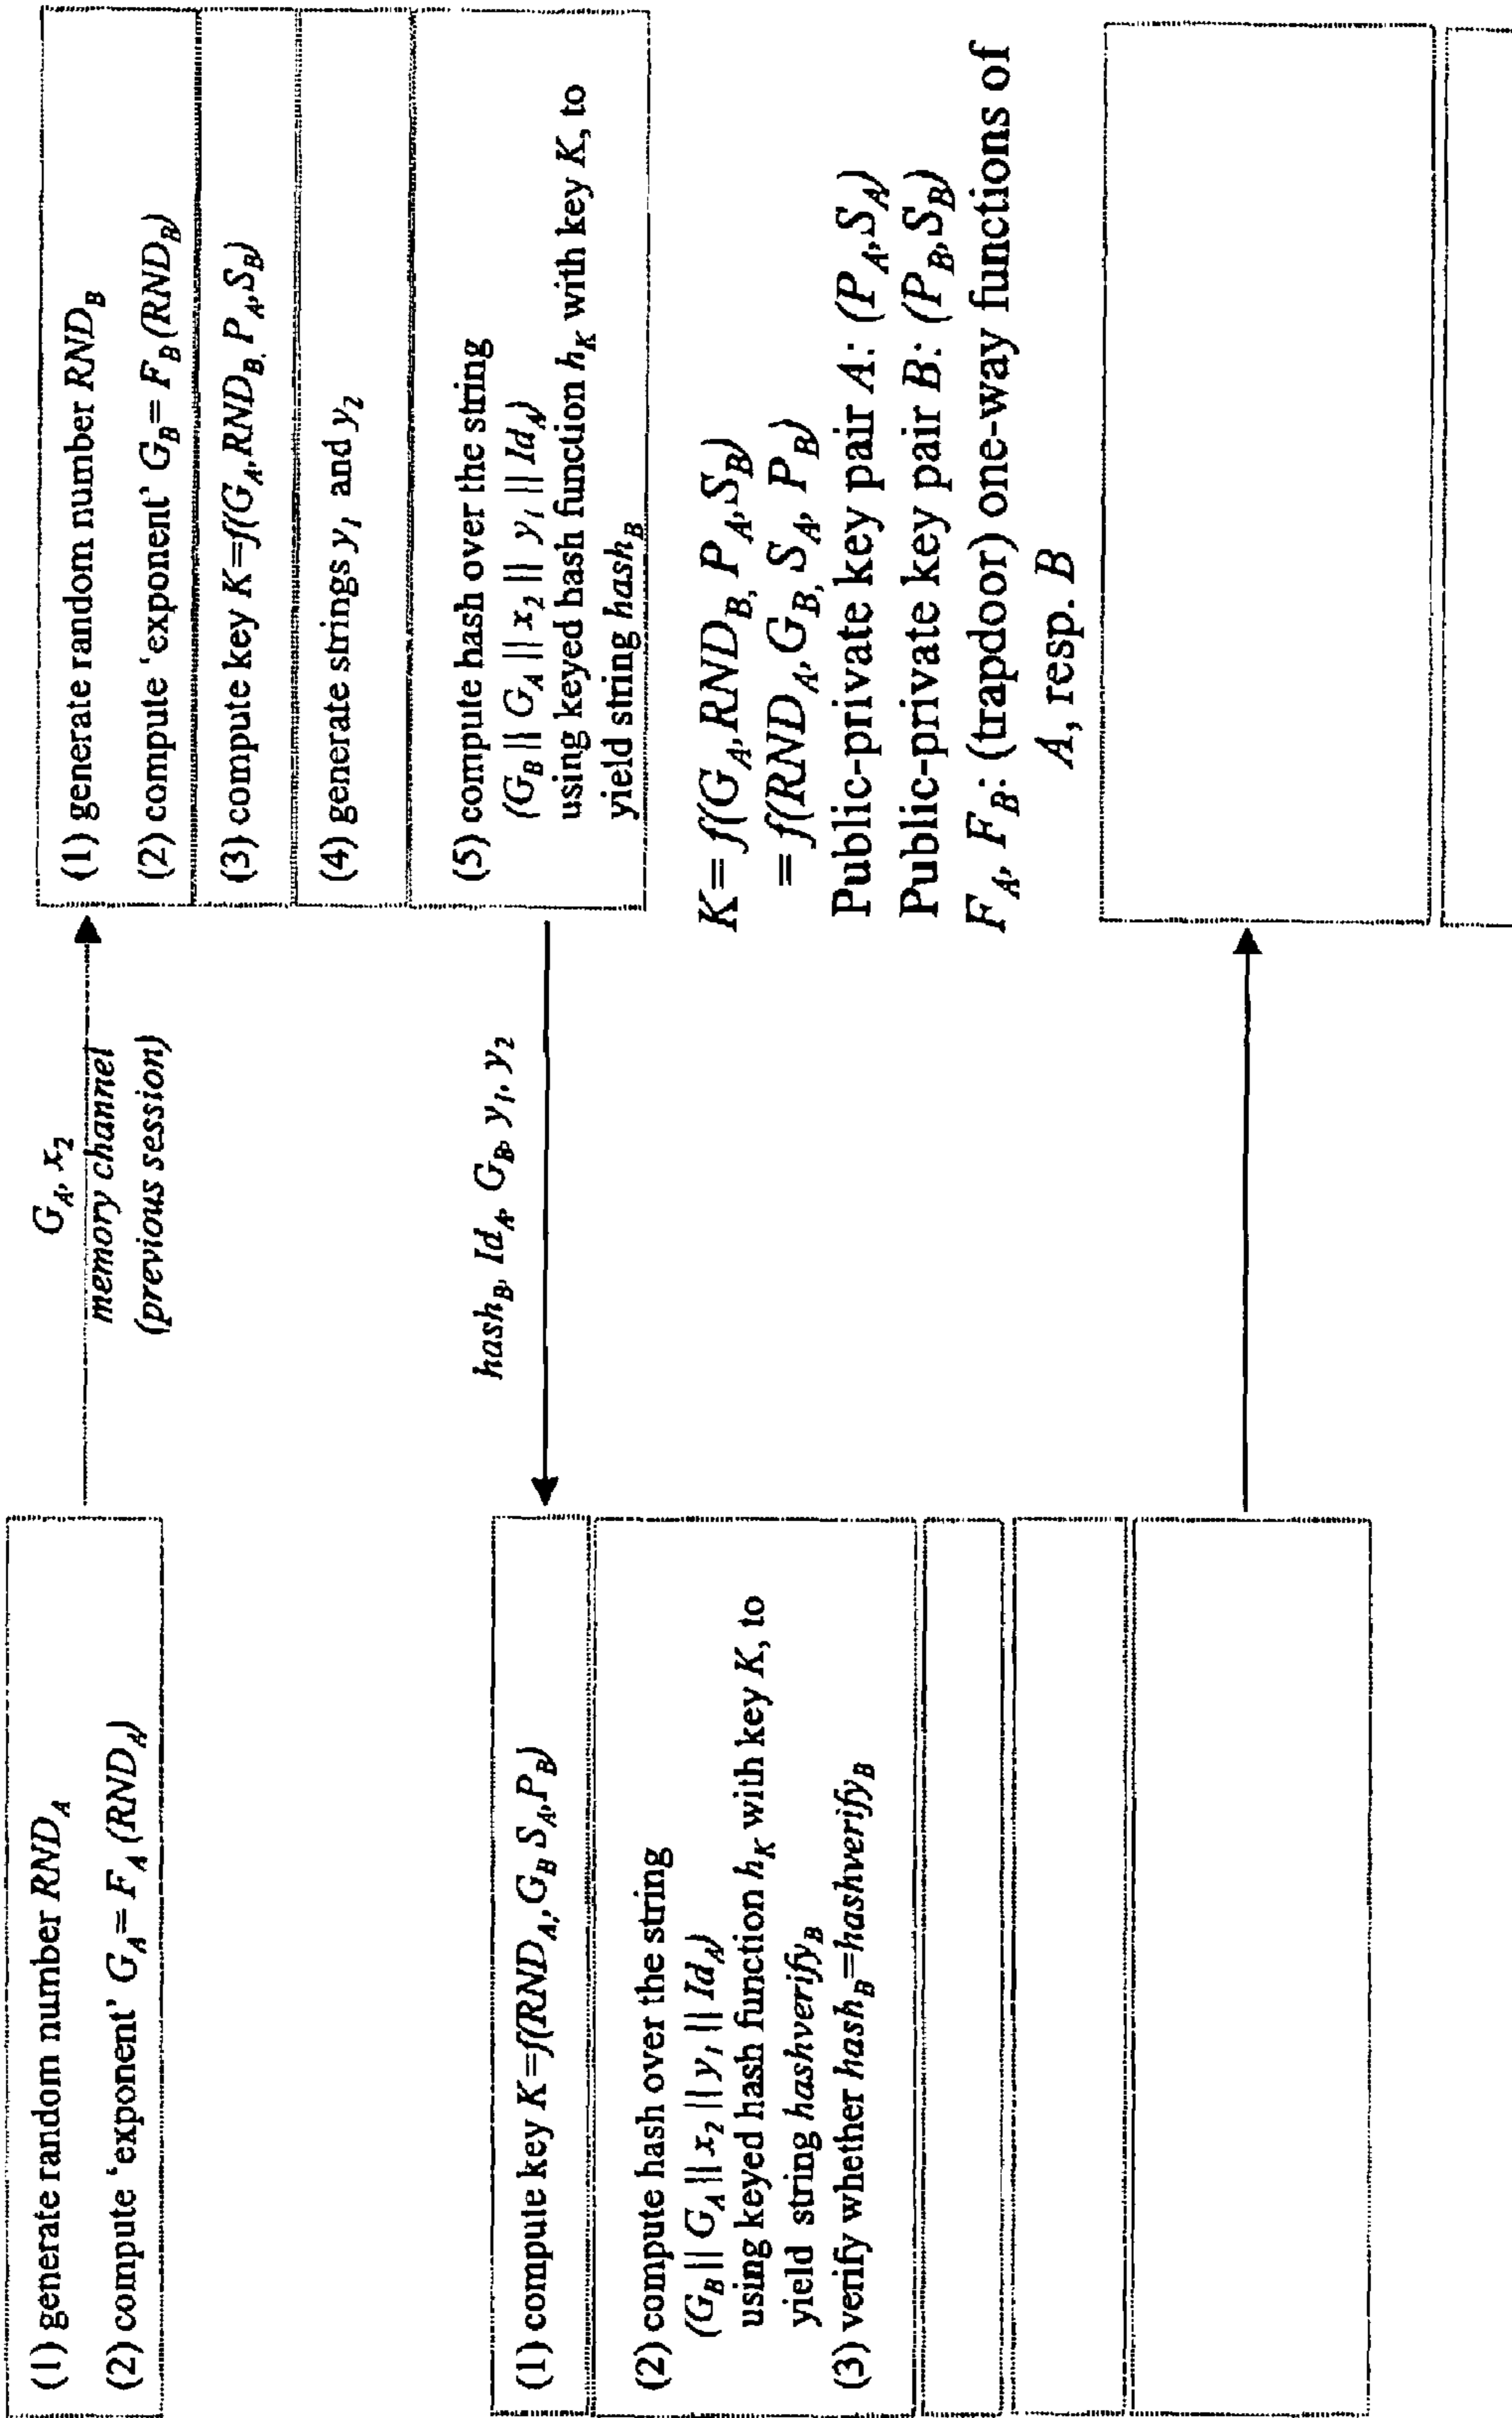 (1) generate random number RND_A
(2) compute ‘exponent’ G_A= F_A (RND_A)
G_A, x_2
memory channel
(previous session)
(1) generate random number RND_B
(2) compute ‘exponent’ G_B= F_B (RND_B)
(3) compute key K=f(G_A, RND_B, P_A, S_B)
(4) generate strings y_1 and y_2
(5) compute hash over the string
(G_B || G_A || x_2 || y_1 || Id_A)
using keyed hash function h_K with key K, to
yield string hash_B
hash_B, Id_A, G_B, y_1, y_2
(1) compute key K=f(RND_A, G_B S_A, P_B)
(2) compute hash over the string
(G_B || G_A || x_2 || y_1 || Id_A)
using keyed hash function h_K with key K, to
yield string hashverify_B
(3) verify whether hash_B=hashverify_B
K= f(G_A, RND_B, P_A, S_B)
= f(RND_A, G_B, S_A, P_B)
Public-private key pair A: (P_A, S_A)
Public-private key pair B: (P_B, S_B)
F_A, F_B: (trapdoor) one-way functions of
A, resp. B